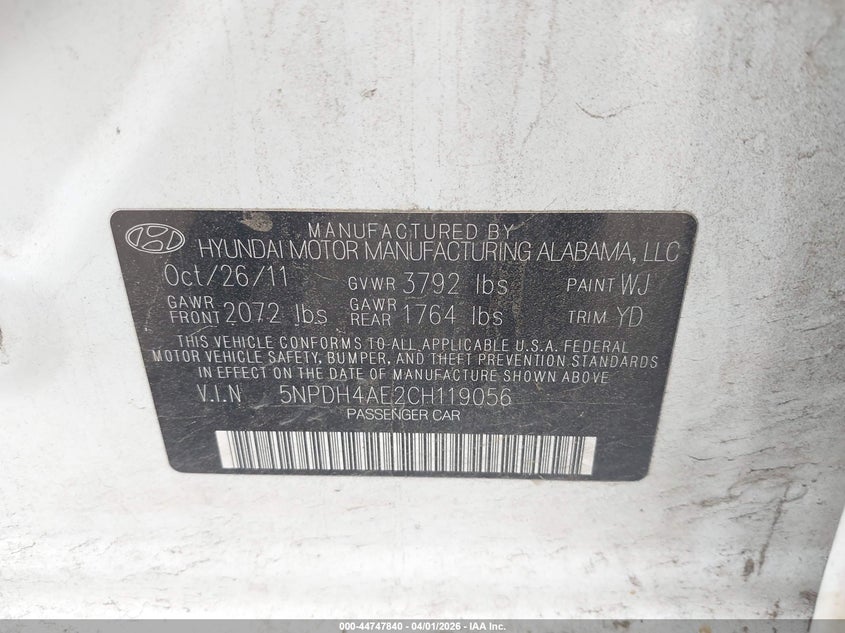 MANUFACTURED BY
HYUNDAI MOTOR MANUFACTURING ALABAMA, LLC
Oct/26/11 GVWR 3792 lbs PAINT WJ
GAWR FRONT 2072 lbs GAWR REAR 1764 lbs TRIM YD
THIS VEHICLE CONFORMS TO ALL APPLICABLE U.S.A. FEDERAL
MOTOR VEHICLE SAFETY, BUMPER, AND THEFT PREVENTION STANDARDS
IN EFFECT ON THE DATE OF MANUFACTURE SHOWN ABOVE
V.I.N 5NPDH4AE2CH119056
PASSENGER CAR
000-44747840 - 04/01/2026 - IAA Inc.